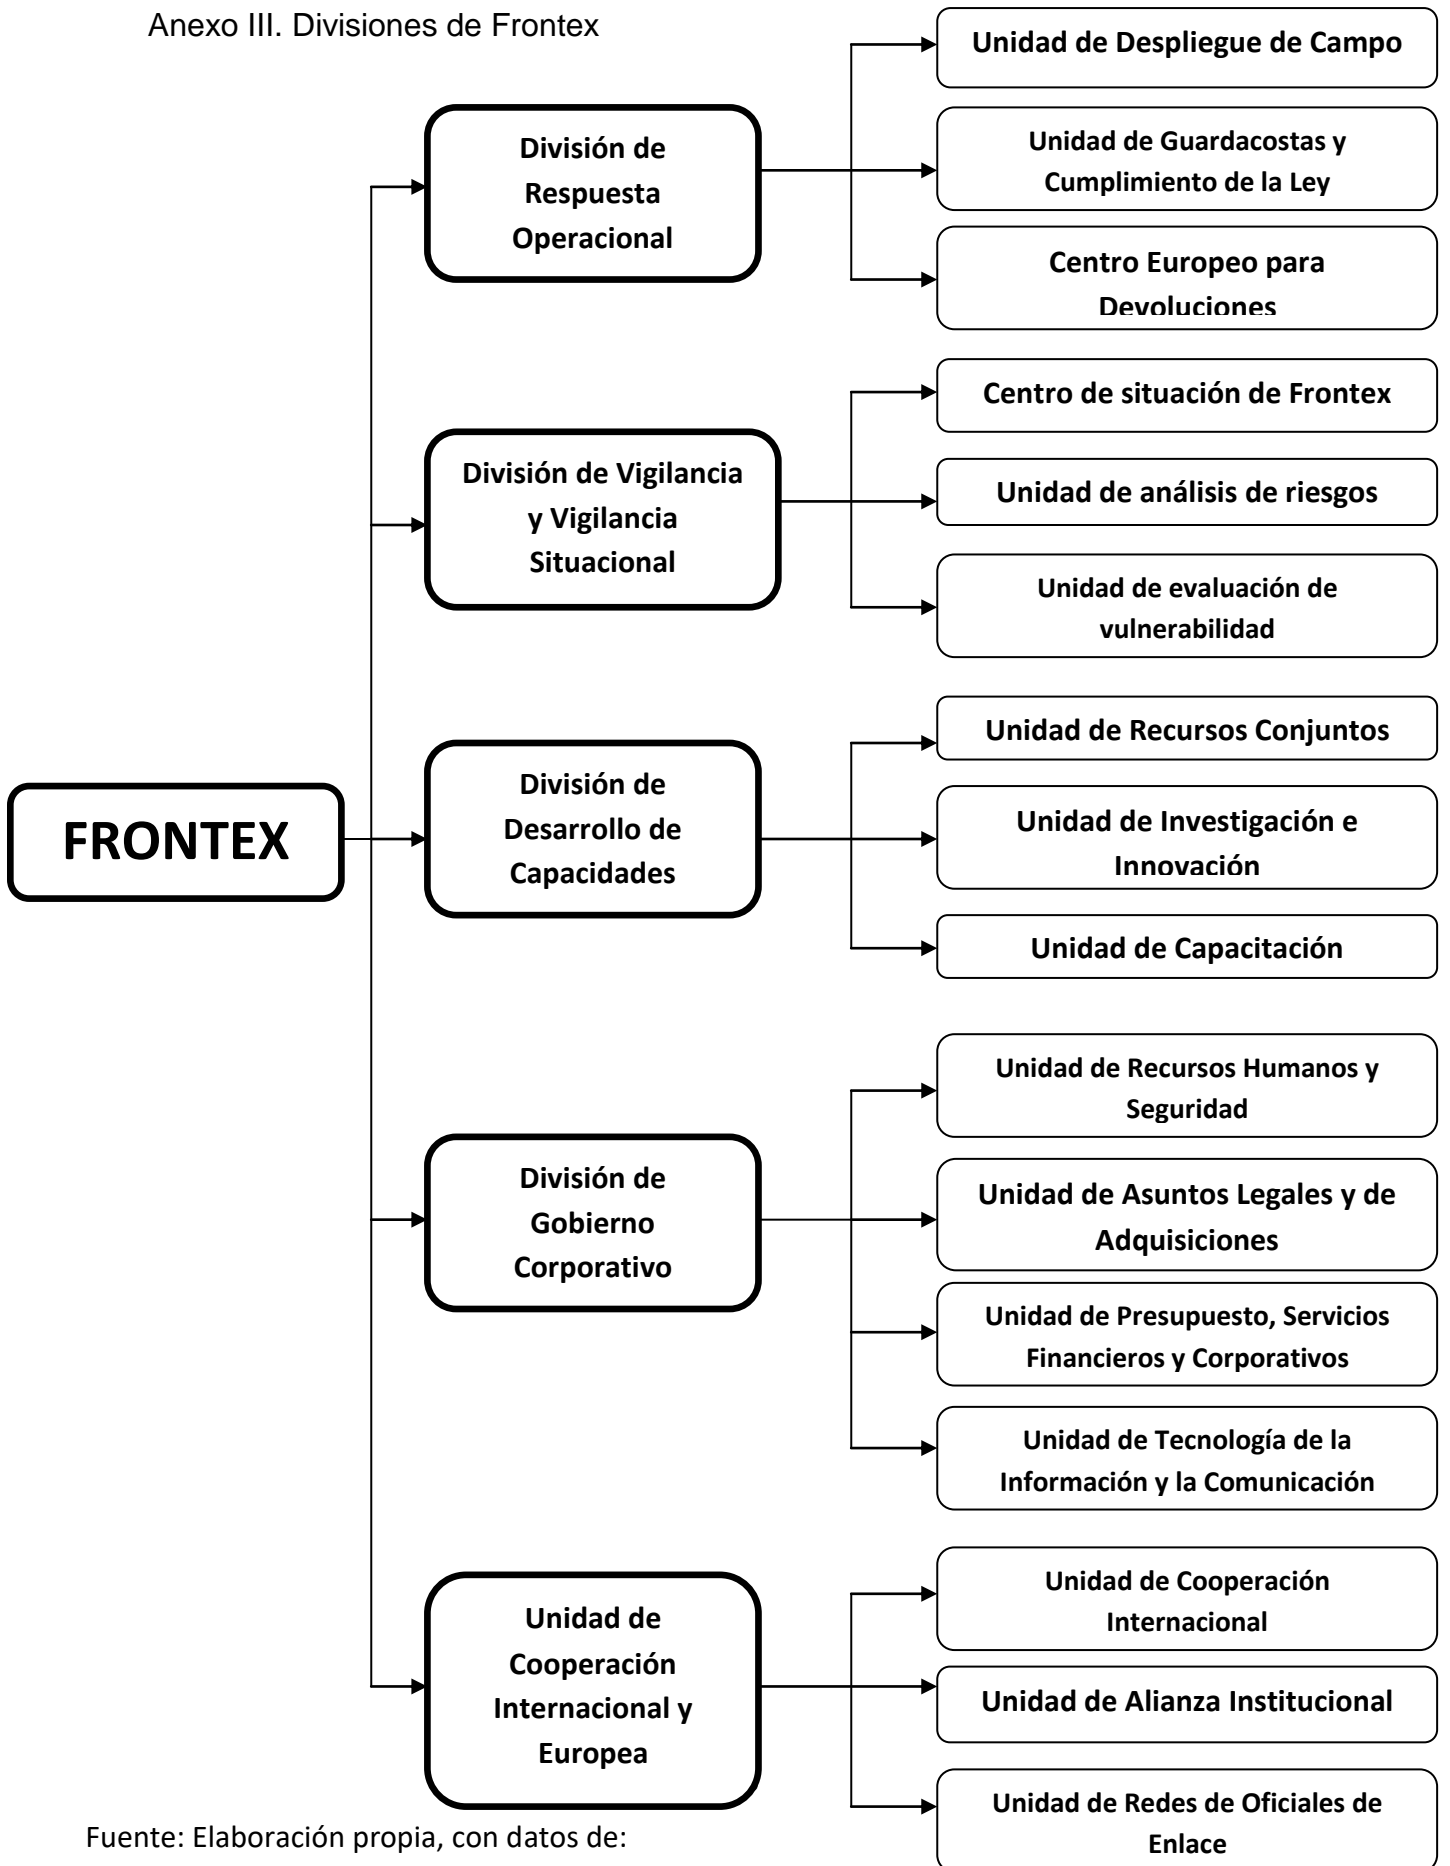 Anexo III. Divisiones de Frontex
FRONTEX
División de
Respuesta
Operacional
Unidad de Despliegue de Campo
Unidad de Guardacostas y
Cumplimiento de la Ley
Centro Europeo para
Devoluciones
División de Vigilancia
y Vigilancia
Situacional
Centro de situación de Frontex
Unidad de análisis de riesgos
Unidad de evaluación de
vulnerabilidad
División de
Desarrollo de
Capacidades
Unidad de Recursos Conjuntos
Unidad de Investigación e
Innovación
Unidad de Capacitación
División de
Gobierno
Corporativo
Unidad de Recursos Humanos y
Seguridad
Unidad de Asuntos Legales y de
Adquisiciones
Unidad de Presupuesto, Servicios
Financieros y Corporativos
Unidad de Tecnología de la
Información y la Comunicación
Unidad de
Cooperación
Internacional y
Europea
Unidad de Cooperación
Internacional
Unidad de Alianza Institucional
Unidad de Redes de Oficiales de
Enlace
Fuente: Elaboración propia, con datos de: